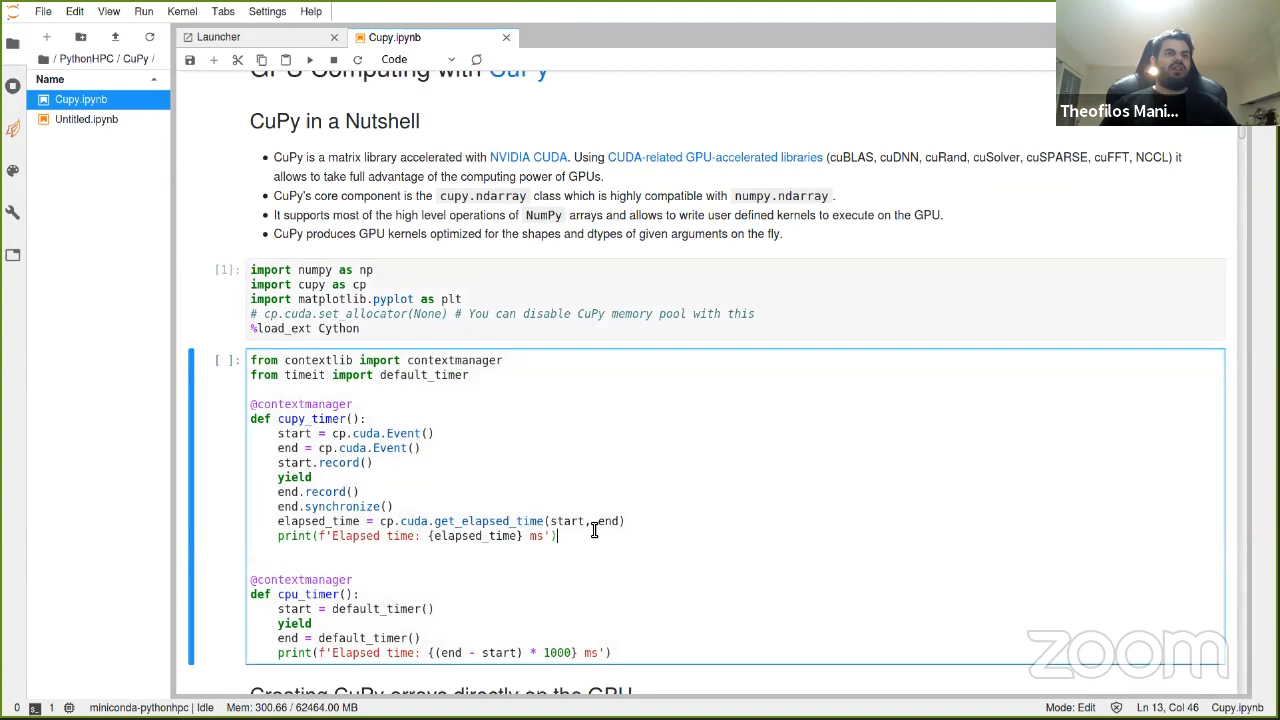 File Edit View Run Kernel Tabs Settings Help
Launcher
Cupy.ipynb
Theofilos Mani...
/ PythonHPC / CuPy /
Code
Name
Cupy.ipynb
Untitled.ipynb
GPU Computing with CuPy
CuPy in a Nutshell
CuPy is a matrix library accelerated with NVIDIA CUDA. Using CUDA-related GPU-accelerated libraries (cuBLAS, cuDNN, cuRand, cuSolver, cuSPARSE, cuFFT, NCCL) it
allows to take full advantage of the computing power of GPUs.
CuPy's core component is the cupy.ndarray class which is highly compatible with numpy.ndarray.
It supports most of the high level operations of NumPy arrays and allows to write user defined kernels to execute on the GPU.
CuPy produces GPU kernels optimized for the shapes and dtypes of given arguments on the fly.
[1]: import numpy as np
import cupy as cp
import matplotlib.pyplot as plt
# cp.cuda.set_allocator(None) # You can disable CuPy memory pool with this
%load_ext Cython
[ ]: from contextlib import contextmanager
from timeit import default_timer
@contextmanager
def cupy_timer():
start = cp.cuda.Event()
end = cp.cuda.Event()
start.record()
yield
end.record()
end.synchronize()
elapsed_time = cp.cuda.get_elapsed_time(start, end)
print(f'Elapsed time: {elapsed_time} ms')
@contextmanager
def cpu_timer():
start = default_timer()
yield
end = default_timer()
print(f'Elapsed time: {(end - start) * 1000} ms')
zoom
Creating CuPy arrays directly on the GPU
0 1 miniconda-pythonhpc | Idle Mem: 300.66 / 62464.00 MB Mode: Edit Ln 13, Col 46 Cupy.ipynb